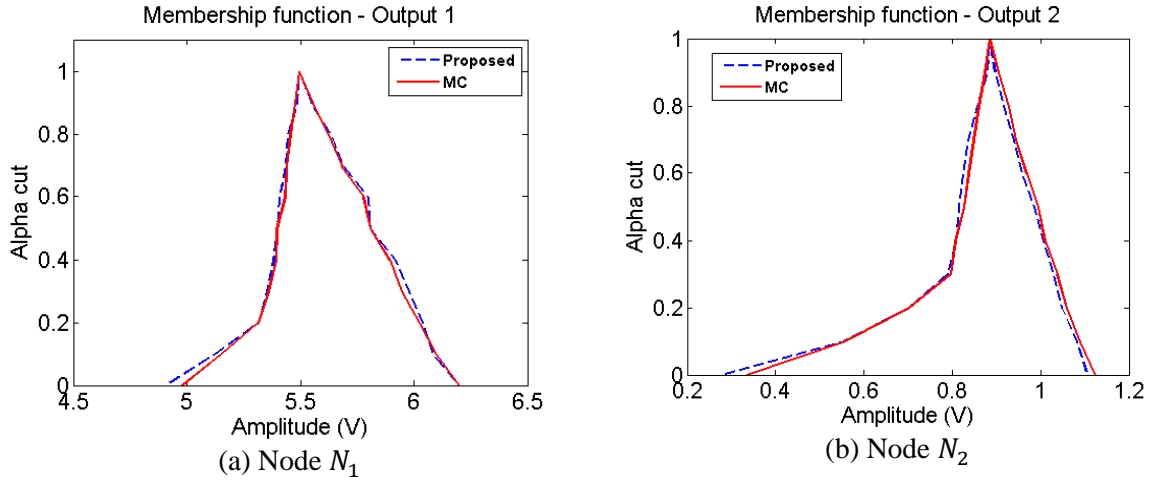 Membership function - Output 1
Proposed
MC
1
0.8
0.6
0.4
0.2
0
Alpha cut
4.5 5 5.5 6 6.5
Amplitude (V)
(a) Node N₁
Membership function - Output 2
Proposed
MC
1
0.8
0.6
0.4
0.2
0
Alpha cut
0.2 0.4 0.6 0.8 1 1.2
Amplitude (V)
(b) Node N₂